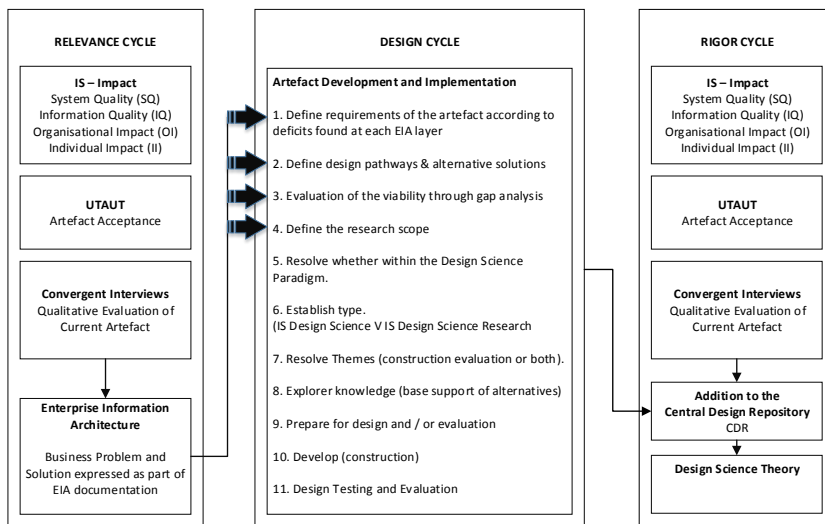 RELEVANCE CYCLE
IS – Impact
System Quality (SQ)
Information Quality (IQ)
Organisational Impact (OI)
Individual Impact (II)
UTAUT
Artefact Acceptance
Convergent Interviews
Qualitative Evaluation of
Current Artefact
Enterprise Information
Architecture
Business Problem and
Solution expressed as part of
EIA documentation
DESIGN CYCLE
Artefact Development and Implementation
1. Define requirements of the artefact according to
deficits found at each EIA layer
2. Define design pathways & alternative solutions
3. Evaluation of the viability through gap analysis
4. Define the research scope
5. Resolve whether within the Design Science
Paradigm.
6. Establish type.
(IS Design Science V IS Design Science Research
7. Resolve Themes (construction evaluation or both).
8. Explorer knowledge (base support of alternatives)
9. Prepare for design and / or evaluation
10. Develop (construction)
11. Design Testing and Evaluation
RIGOR CYCLE
IS – Impact
System Quality (SQ)
Information Quality (IQ)
Organisational Impact (OI)
Individual Impact (II)
UTAUT
Artefact Acceptance
Convergent Interviews
Qualitative Evaluation of
Current Artefact
Addition to the
Central Design Repository
CDR
Design Science Theory